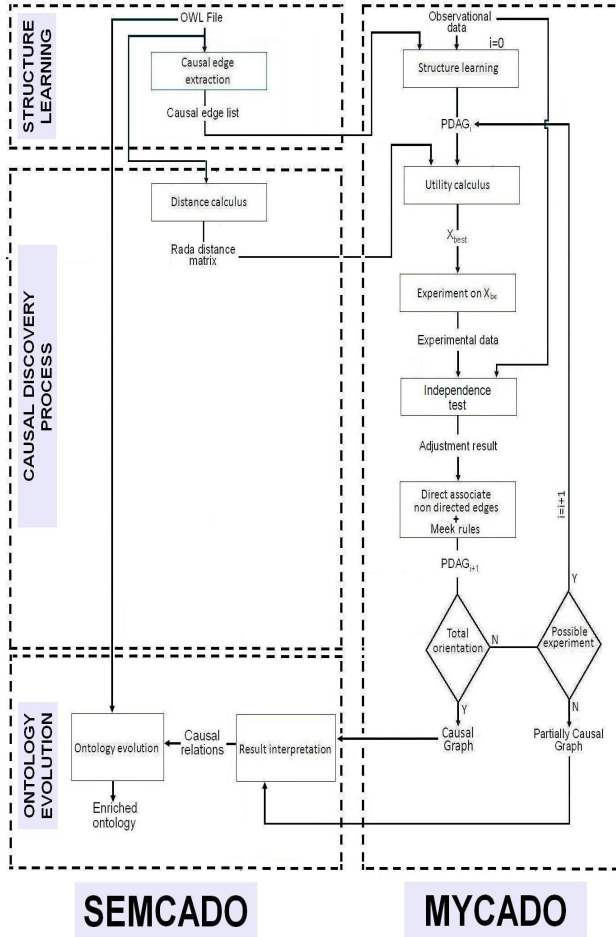 STRUCTURE
LEARNING
OWL File
Causal edge
extraction
Causal edge list
Observational
data
i=0
Structure learning
PDAGi
CAUSAL DISCOVERY
PROCESS
Distance calculus
Rada distance
matrix
Utility calculus
Xbest
Experiment on Xbe
Experimental data
Independence
test
Adjustment result
Direct associate
non directed edges
+
Meek rules
PDAGi+1
i=i+1
Y
Total
orientation
N
Possible
experiment
Y
N
ONTOLOGY
EVOLUTION
Ontology evolution
Causal
relations
Result interpretation
Causal
Graph
Partially Causal
Graph
Enriched
ontology
SEMCADO
MYCADO